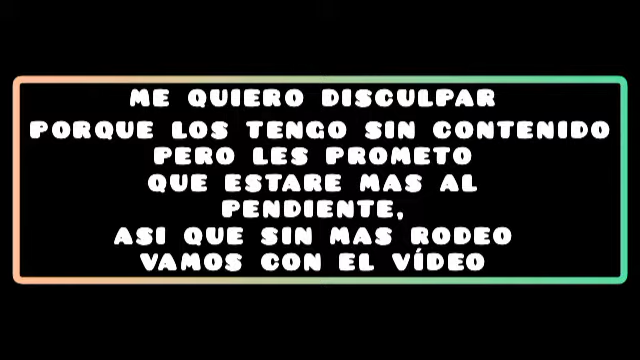 ME QUIERO DISCULPAR
PORQUE LOS TENGO SIN CONTENIDO
PERO LES PROMETO
QUE ESTARE MAS AL
PENDIENTE,
ASI QUE SIN MAS RODEO
VAMOS CON EL VÍDEO